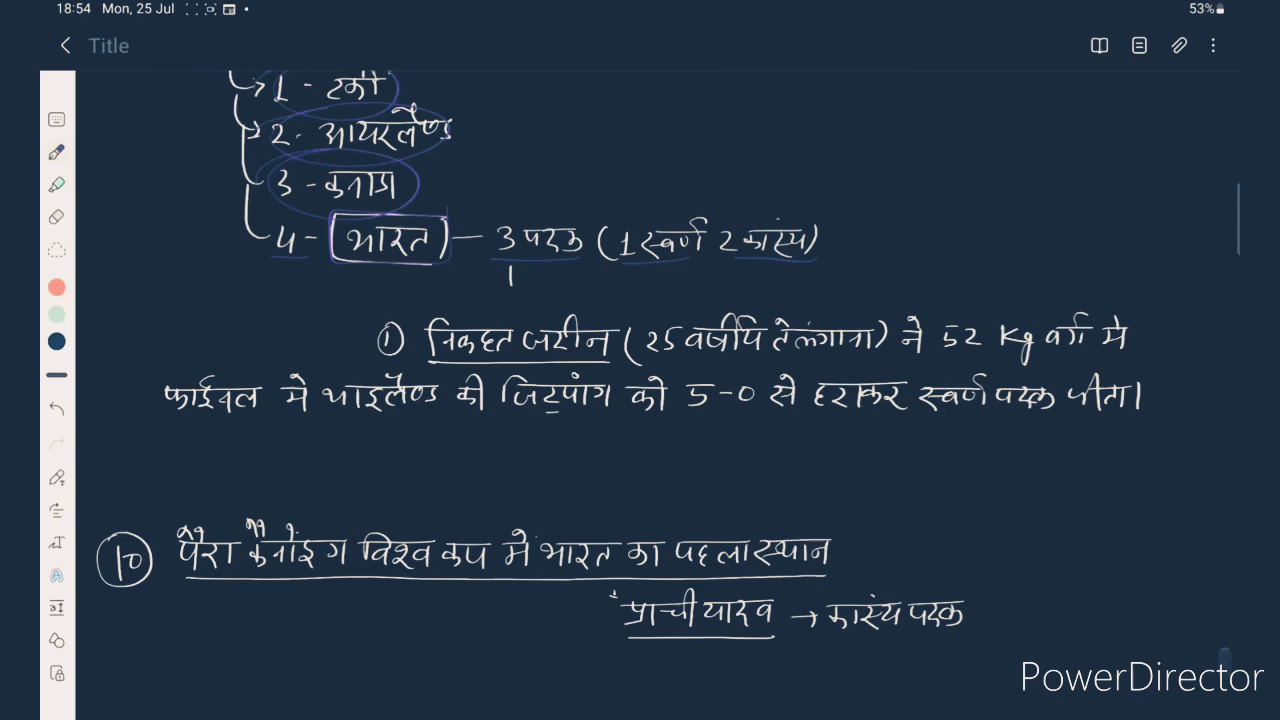 18:54 Mon, 25 Jul
53%
Title
1 - टर्की
2. आयरलैण्ड
3 - कनाडा
4 - भारत - 3 पदक (1 स्वर्ण 2 कांस्य)
① निकहत जरीन (25 वर्षीय तेलंगाना) ने 52 Kg वर्ग मे
फाईनल मे थाइलैण्ड की जिटपोंग को 5-0 से हराकर स्वर्ण पदक जीता।
10 पैरा कैनोइंग विश्व कप मे भारत का पहला स्थान
प्राची यादव → कास्य पदक
PowerDirector